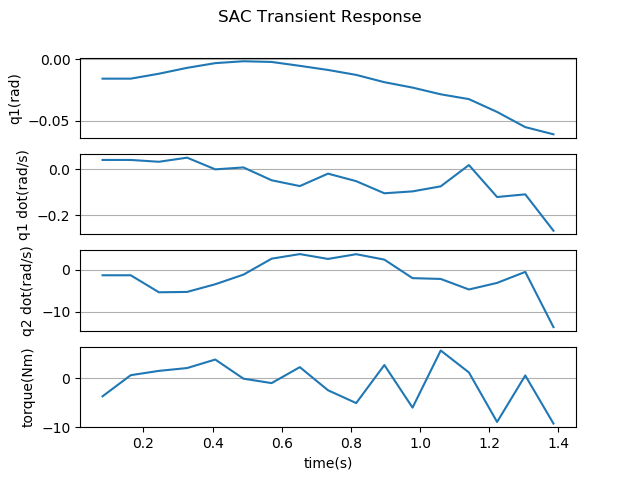 SAC Transient Response
0.00
−0.05
q1(rad)
0.0
−0.2
q1 dot(rad/s)
0
−10
q2 dot(rad/s)
0
−10
torque(Nm)
0.2 0.4 0.6 0.8 1.0 1.2 1.4
time(s)